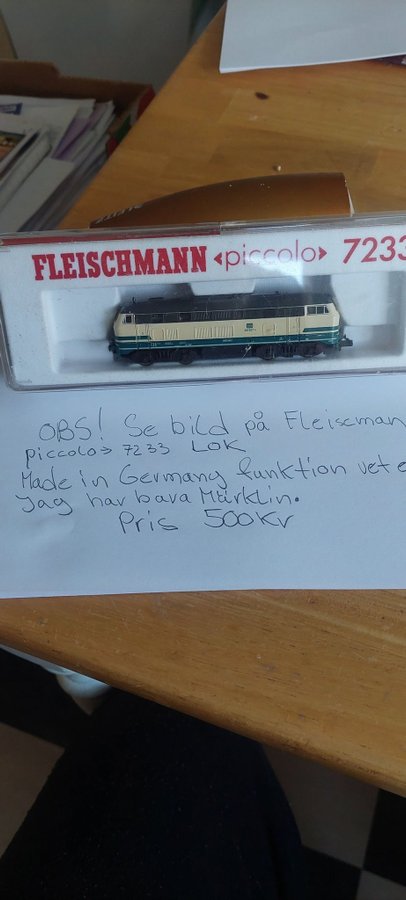 FLEISCHMANN «piccolo» 7233
OBS! Se bild på Fleisman
piccolo» 7233 LOK
Made in Germany funktion vet e
Jag har bara Märklin.
Pris 500Kr